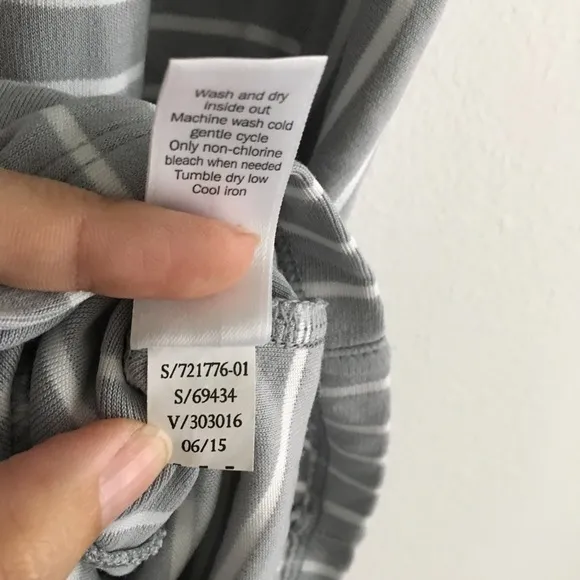 Wash and dry
inside out
Machine wash cold
gentle cycle
Only non-chlorine
bleach when needed
Tumble dry low
Cool iron
S/721776-01
S/69434
V/303016
06/15